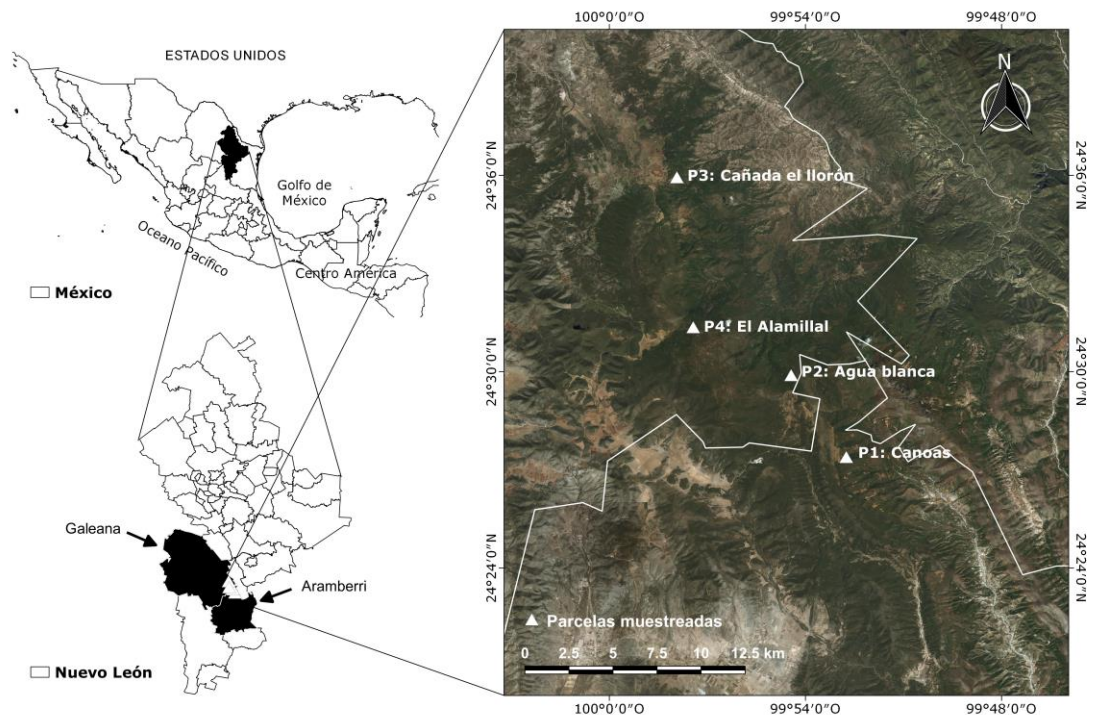 ESTADOS UNIDOS
Golfo de
México
Oceano Pacífico
Centro América
México
Galeana
Aramberri
Nuevo León
100°0′0″O
99°54′0″O
99°48′0″O
N
24°36′0″N
24°36′0″N
P3: Cañada el llorón
P4: El Alamillal
24°30′0″N
24°30′0″N
P2: Agua blanca
P1: Canoas
24°24′0″N
24°24′0″N
Parcelas muestreadas
0 2.5 5 7.5 10 12.5 km
100°0′0″O
99°54′0″O
99°48′0″O